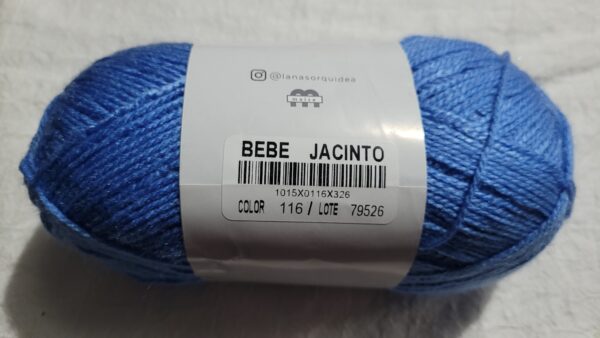 @lanasorquidea
BEBE JACINTO
1015X0116X326
COLOR 116 / LOTE 79526